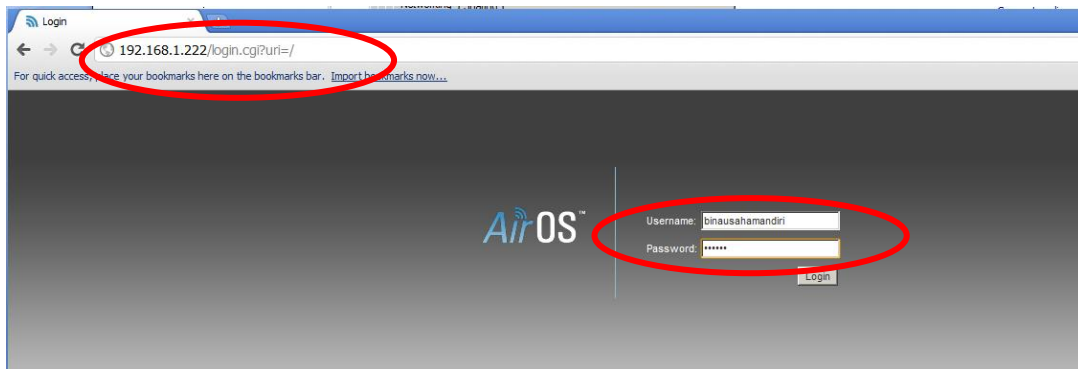 Login
192.168.1.222/login.cgi?uri=/
For quick access, place your bookmarks here on the bookmarks bar. Import bookmarks now...
AirOS™
Username: binausahamandiri
Password: ••••••
Login